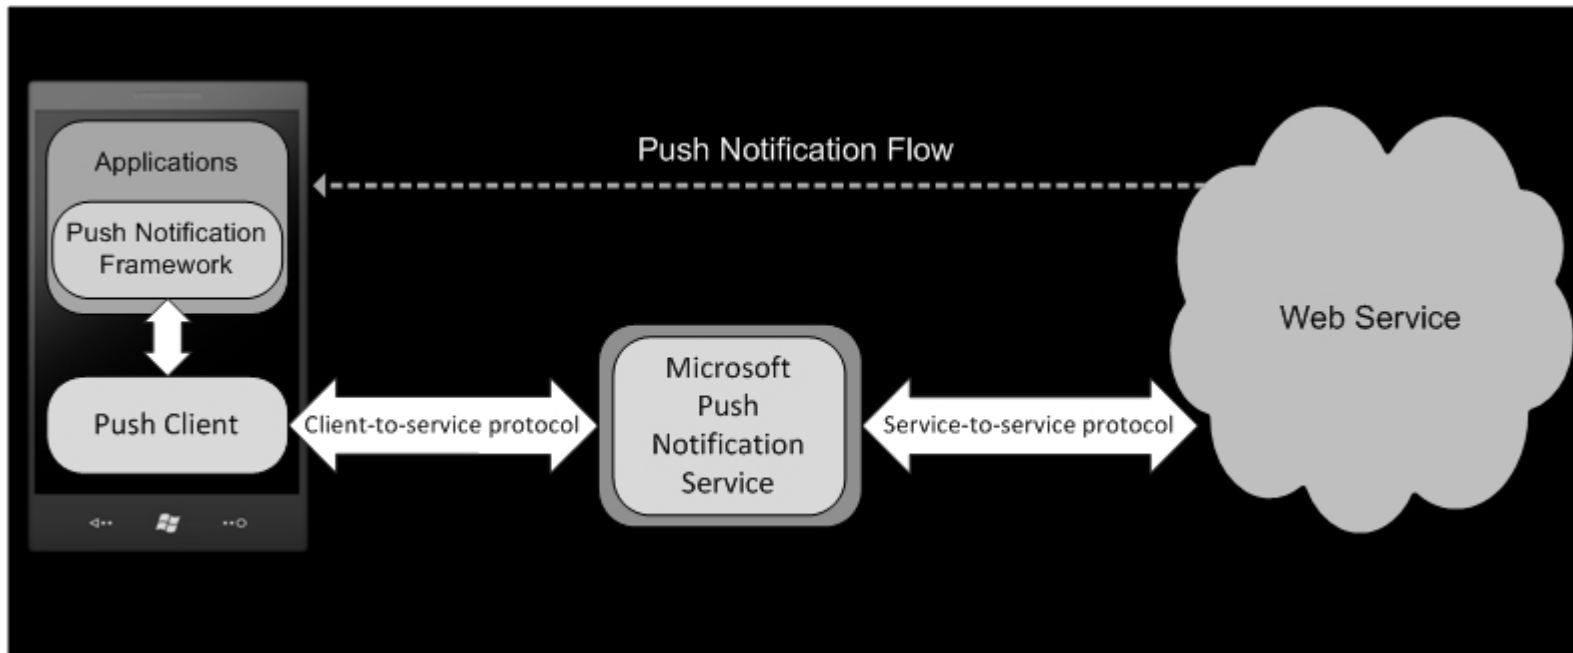 Push Notification Flow
Applications
Push Notification
Framework
Web Service
Push Client
Client-to-service protocol
Microsoft
Push
Notification
Service
Service-to-service protocol